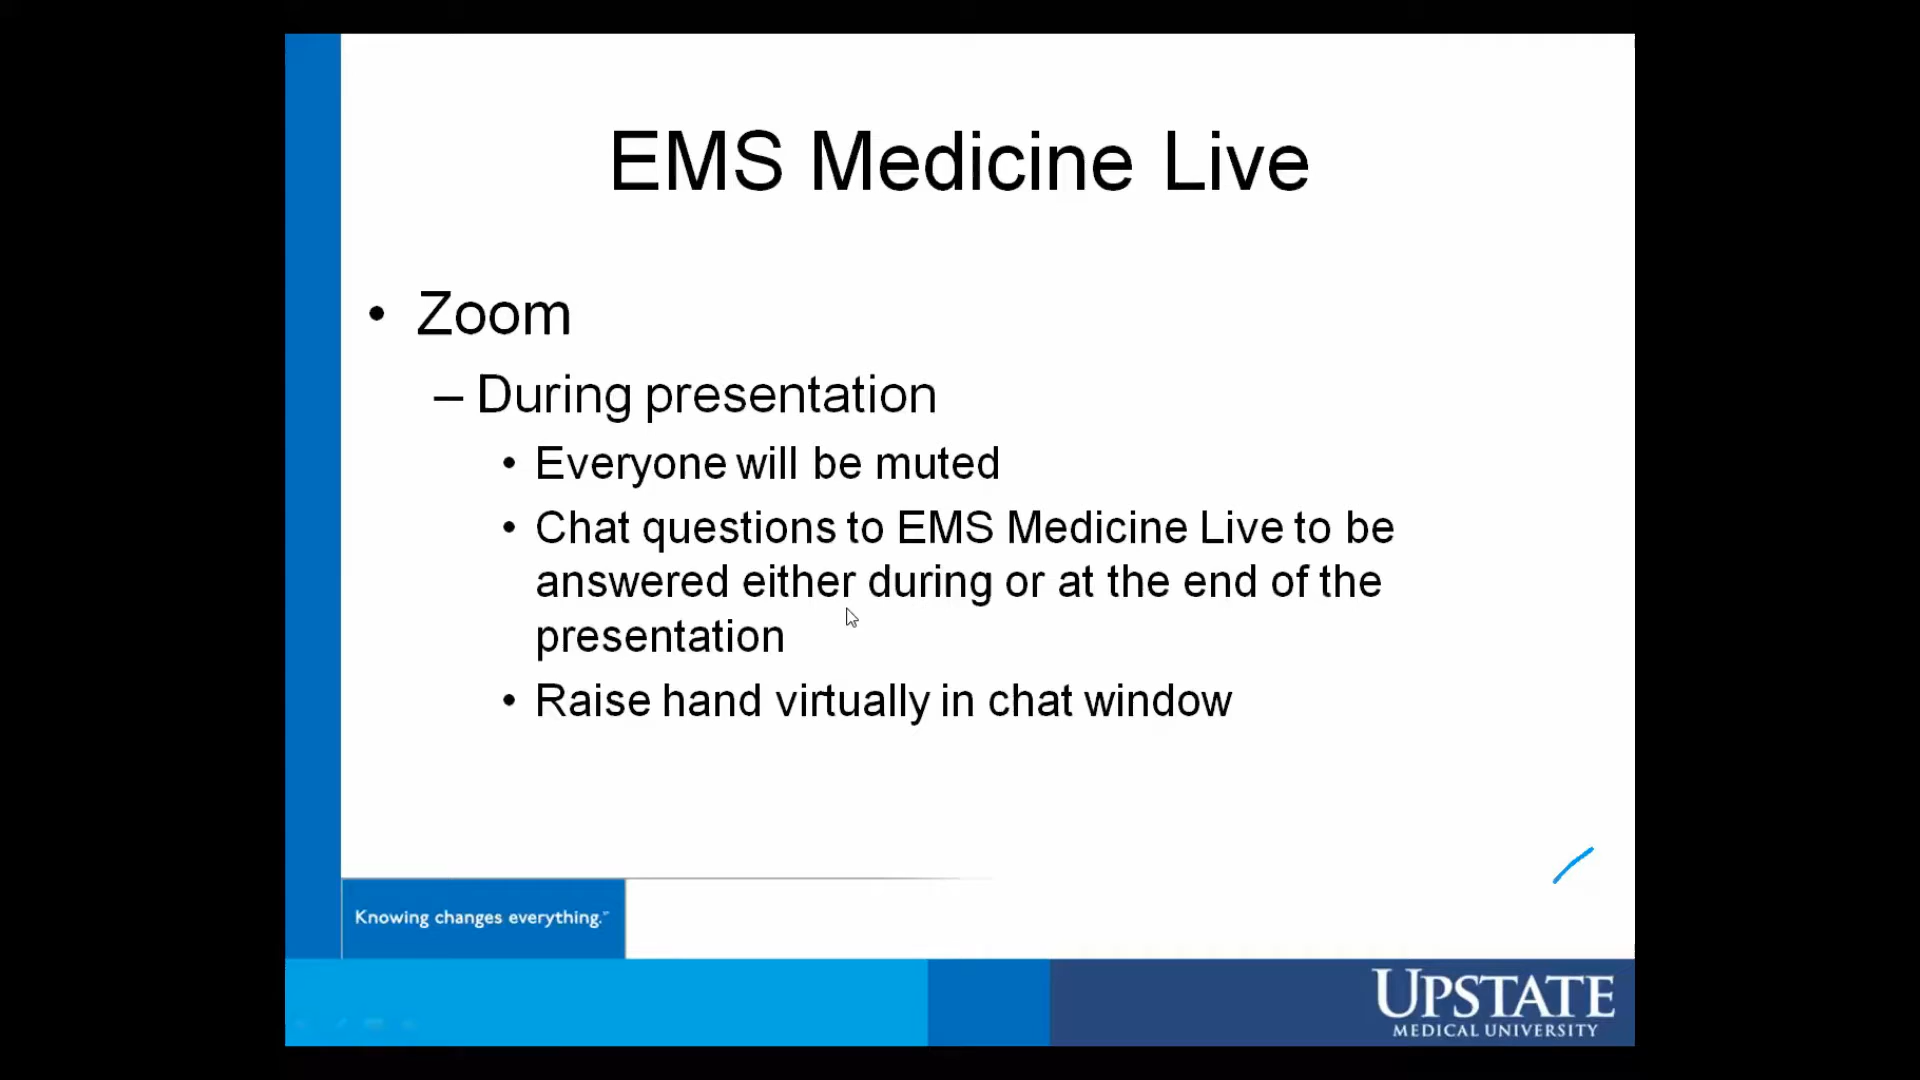 EMS Medicine Live
• Zoom
– During presentation
• Everyone will be muted
• Chat questions to EMS Medicine Live to be
answered either during or at the end of the
presentation
• Raise hand virtually in chat window
Knowing changes everything.℠
UPSTATE
MEDICAL UNIVERSITY